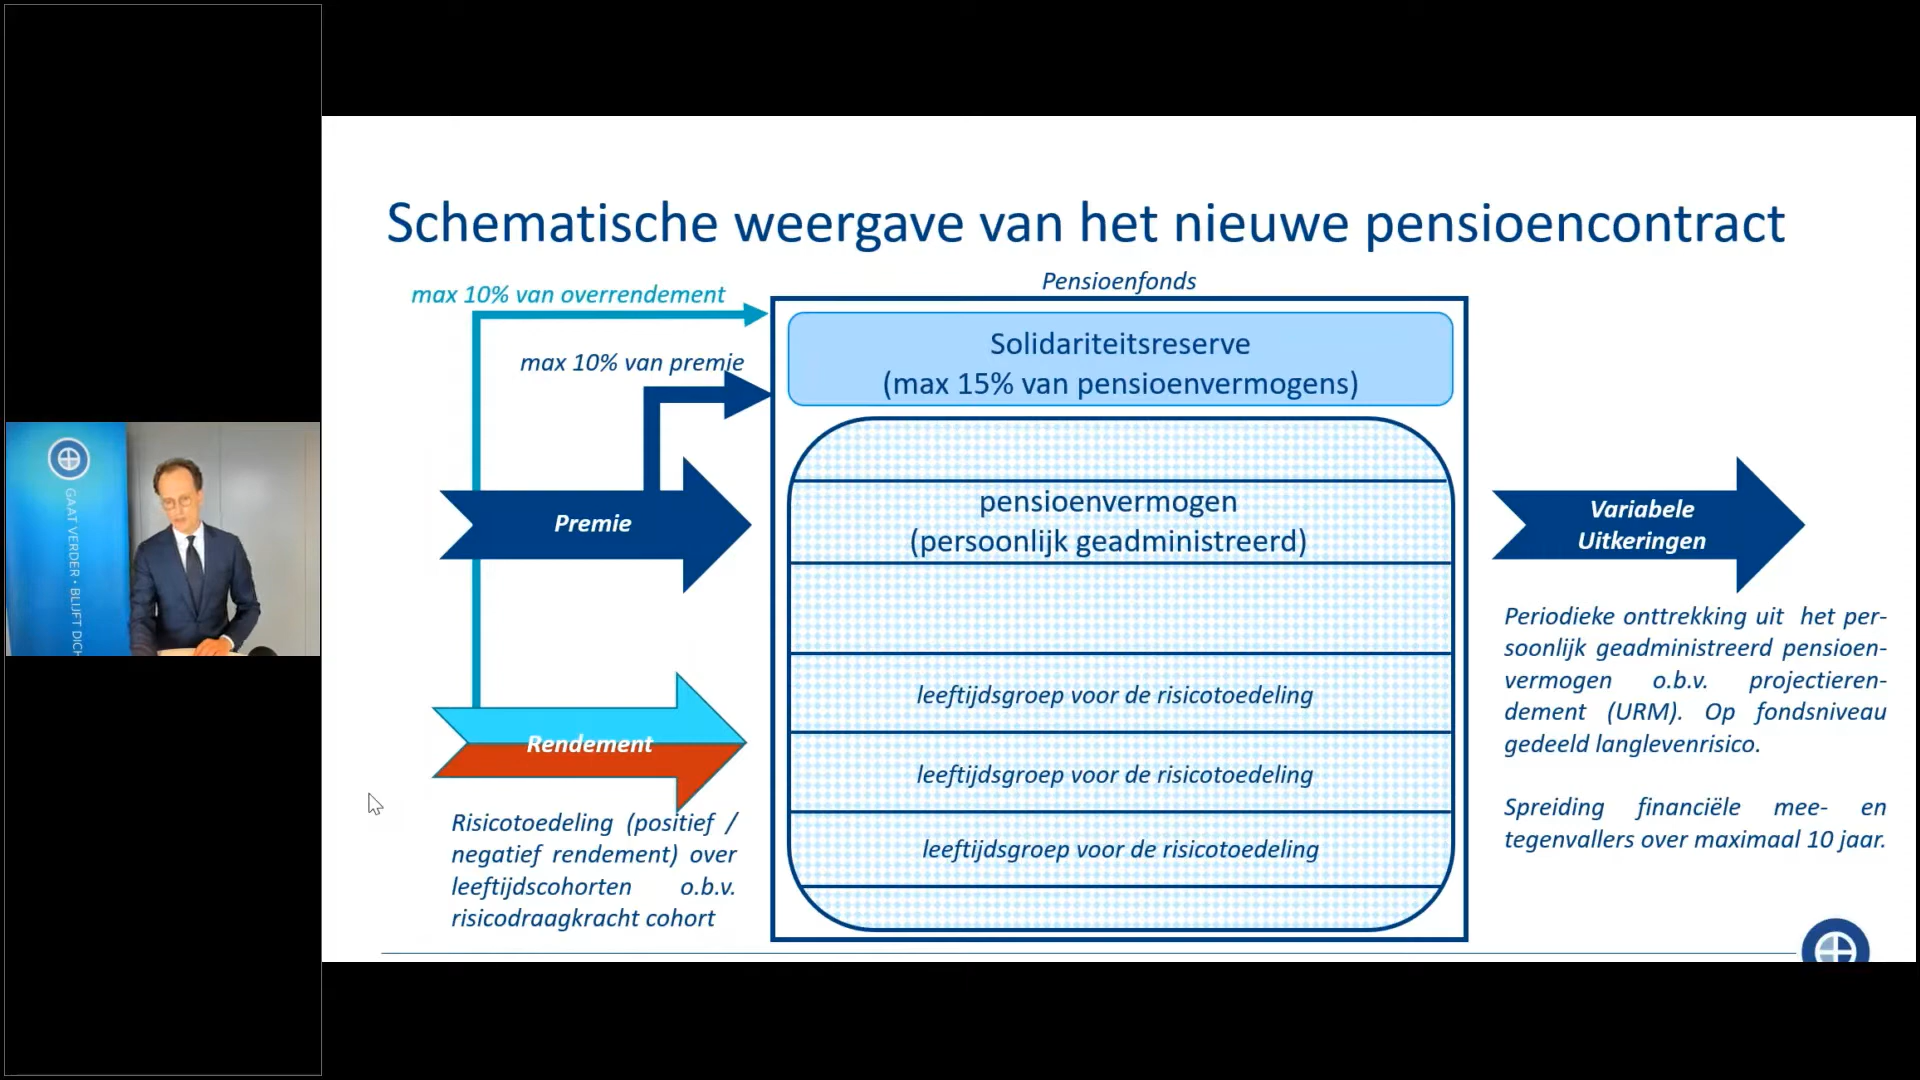 Schematische weergave van het nieuwe pensioencontract
max 10% van overrendement
Pensioenfonds
max 10% van premie
Solidariteitsreserve
(max 15% van pensioenvermogens)
pensioenvermogen
(persoonlijk geadministreerd)
Premie
Variabele
Uitkeringen
leeftijdsgroep voor de risicotoedeling
leeftijdsgroep voor de risicotoedeling
leeftijdsgroep voor de risicotoedeling
Rendement
Risicotoedeling (positief /
negatief rendement) over
leeftijdscohorten o.b.v.
risicodraagkracht cohort
Periodieke onttrekking uit het per-
soonlijk geadministreerd pensioen-
vermogen o.b.v. projectieren-
dement (URM). Op fondsniveau
gedeeld langlevenrisico.
Spreiding financiële mee- en
tegenvallers over maximaal 10 jaar.
GAAT VERDER • BLIJFT DICH